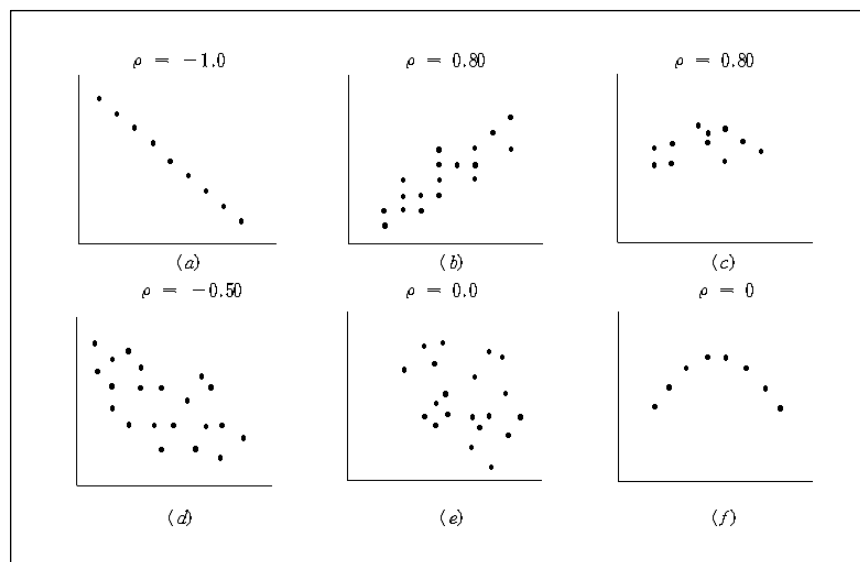 ρ = −1.0
ρ = 0.80
ρ = 0.80
(a)
(b)
(c)
ρ = −0.50
ρ = 0.0
ρ = 0
(d)
(e)
(f)